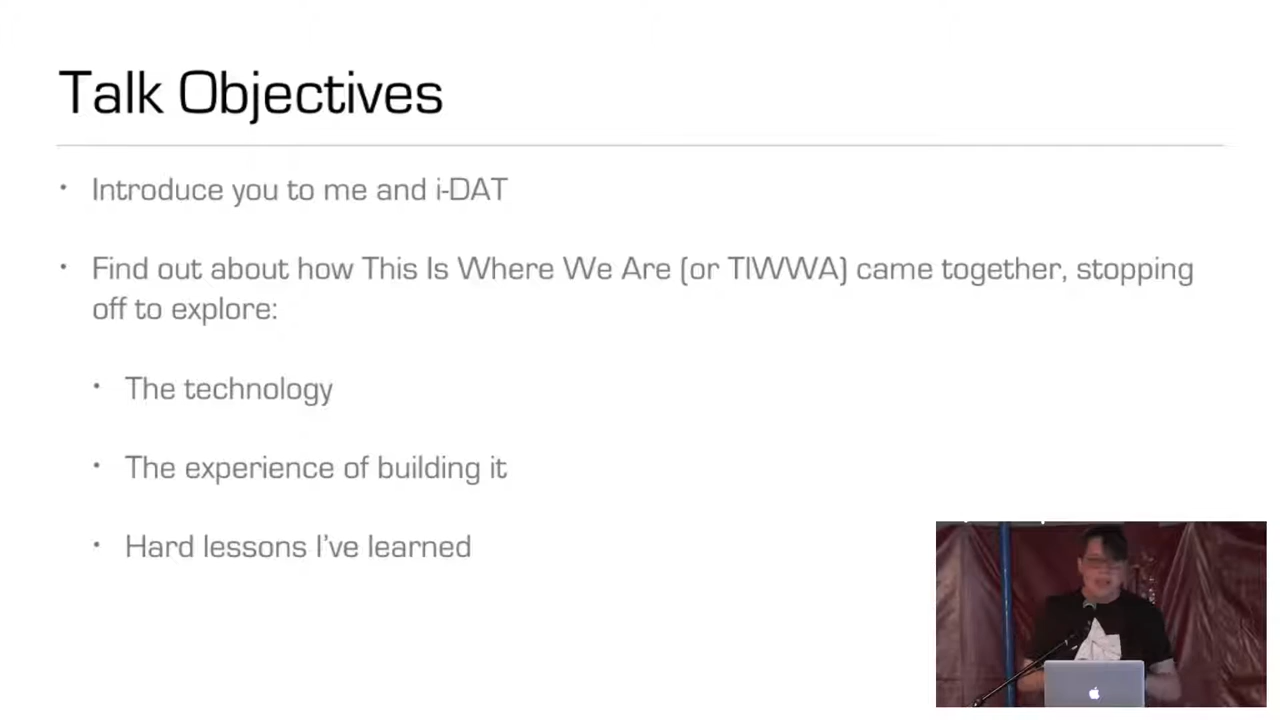 Talk Objectives
• Introduce you to me and i-DAT
• Find out about how This Is Where We Are (or TIWWA) came together, stopping
off to explore:
• The technology
• The experience of building it
• Hard lessons I've learned